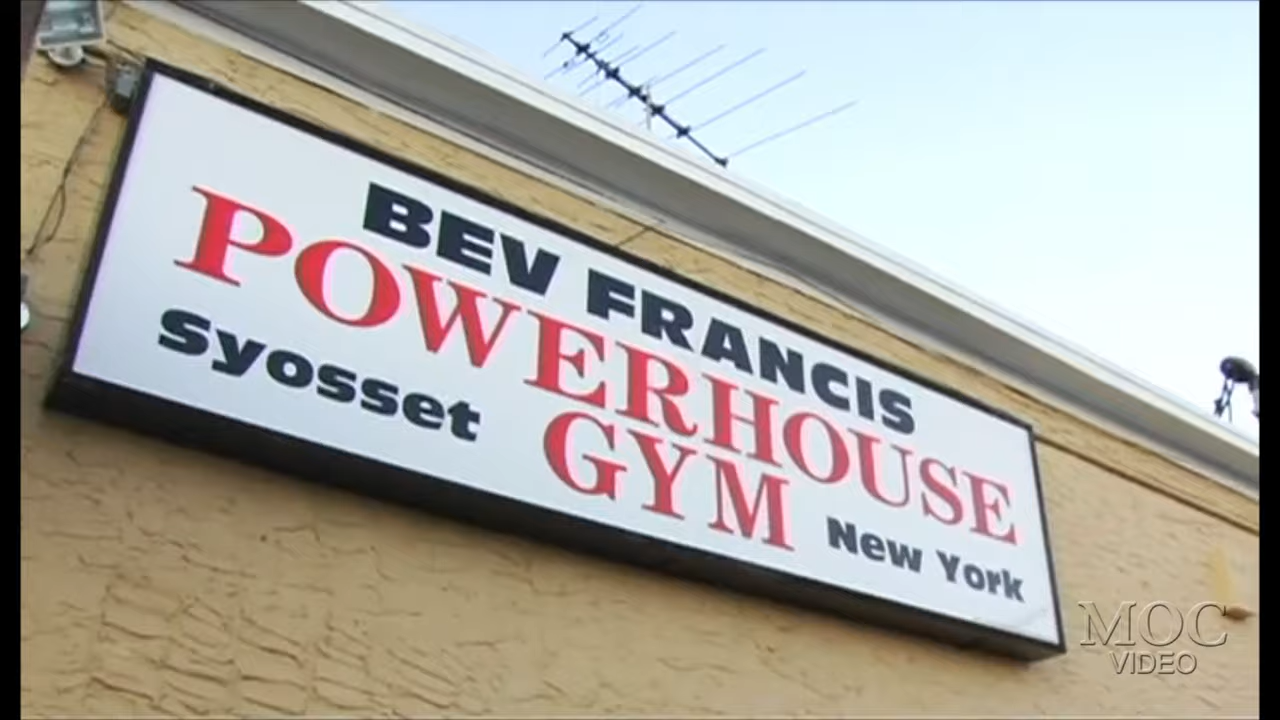 BEV FRANCIS
POWERHOUSE
Syosset GYM New York
MOC
VIDEO